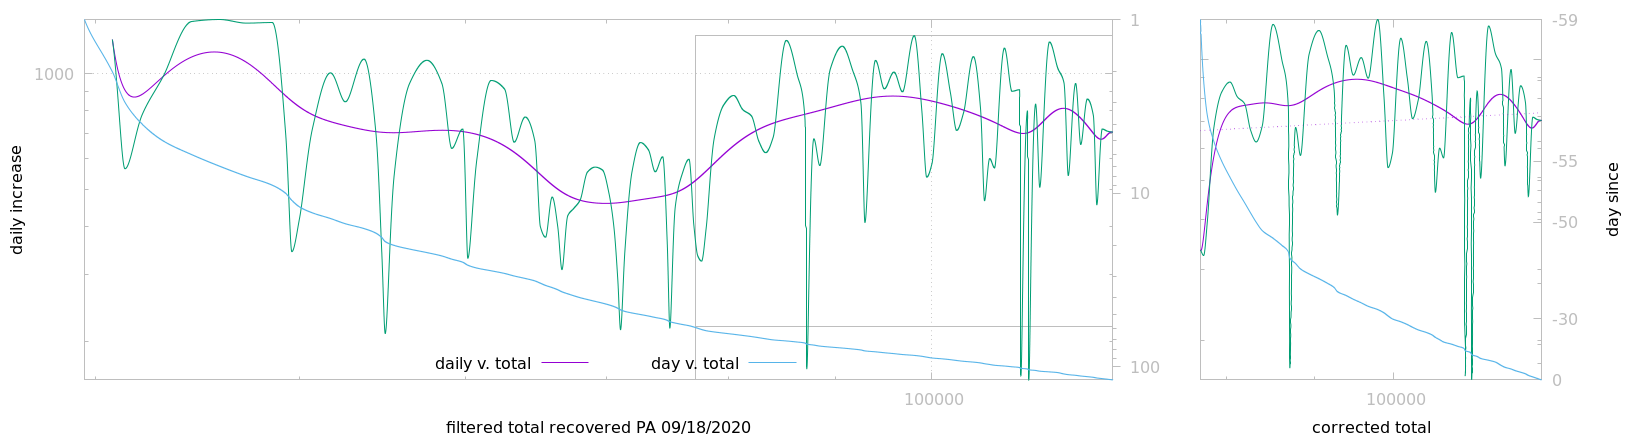 daily increase
1000
daily v. total
day v. total
1
10
100
100000
filtered total recovered PA 09/18/2020
-59
-55
-50
-30
0
day since
100000
corrected total